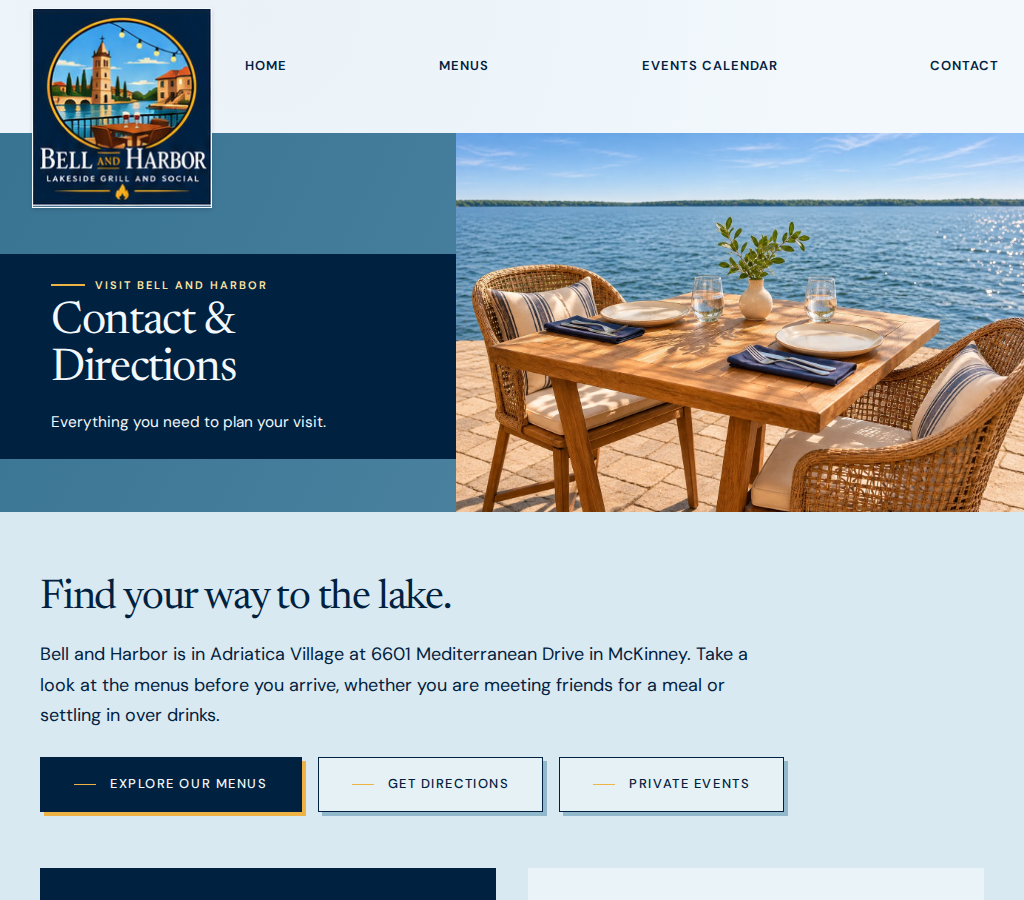 BELL AND HARBOR
LAKESIDE GRILL AND SOCIAL
HOME
MENUS
EVENTS CALENDAR
CONTACT
VISIT BELL AND HARBOR
Contact &
Directions
Everything you need to plan your visit.
Find your way to the lake.
Bell and Harbor is in Adriatica Village at 6601 Mediterranean Drive in McKinney. Take a
look at the menus before you arrive, whether you are meeting friends for a meal or
settling in over drinks.
EXPLORE OUR MENUS
GET DIRECTIONS
PRIVATE EVENTS